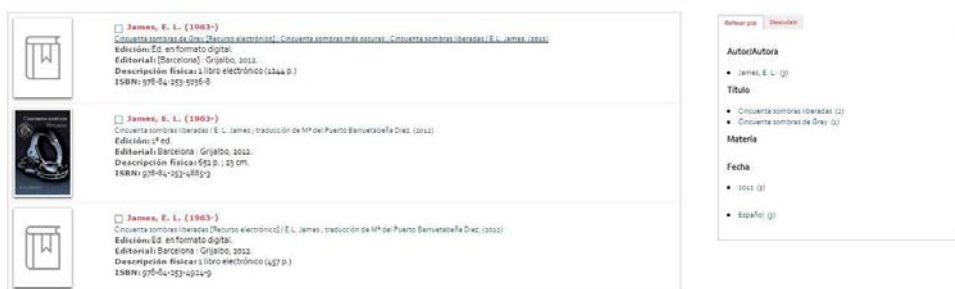 James, E. L. (1963-)
Cincuenta sombras de Grey [Recurso electrónico] ; Cincuenta sombras más oscuras ; Cincuenta sombras liberadas / E. L. James. (2012)
Edición: Ed. en formato digital.
Editorial: [Barcelona] : Grijalbo, 2012.
Descripción física: 1 libro electrónico (1244 p.)
ISBN: 978-84-253-5036-8
James, E. L. (1963-)
Cincuenta sombras liberadas / E. L. James ; traducción de Mª del Puerto Barruetabeña Diez. (2012)
Edición: 1ª ed.
Editorial: Barcelona : Grijalbo, 2012.
Descripción física: 651 p. ; 23 cm.
ISBN: 978-84-253-4885-3
James, E. L. (1963-)
Cincuenta sombras liberadas [Recurso electrónico] / E.L. James ; traducción de Mª del Puerto Barruetabeña Diez. (2012)
Edición: Ed. en formato digital.
Editorial: Barcelona : Grijalbo, 2012.
Descripción física: 1 libro electrónico (457 p.)
ISBN: 978-84-253-4924-9
Refinar por Descubrir
Autor/Autora
James, E. L. (3)
Título
Cincuenta sombras liberadas (2)
Cincuenta sombras de Grey (1)
Materia
Fecha
2012 (3)
Español (3)